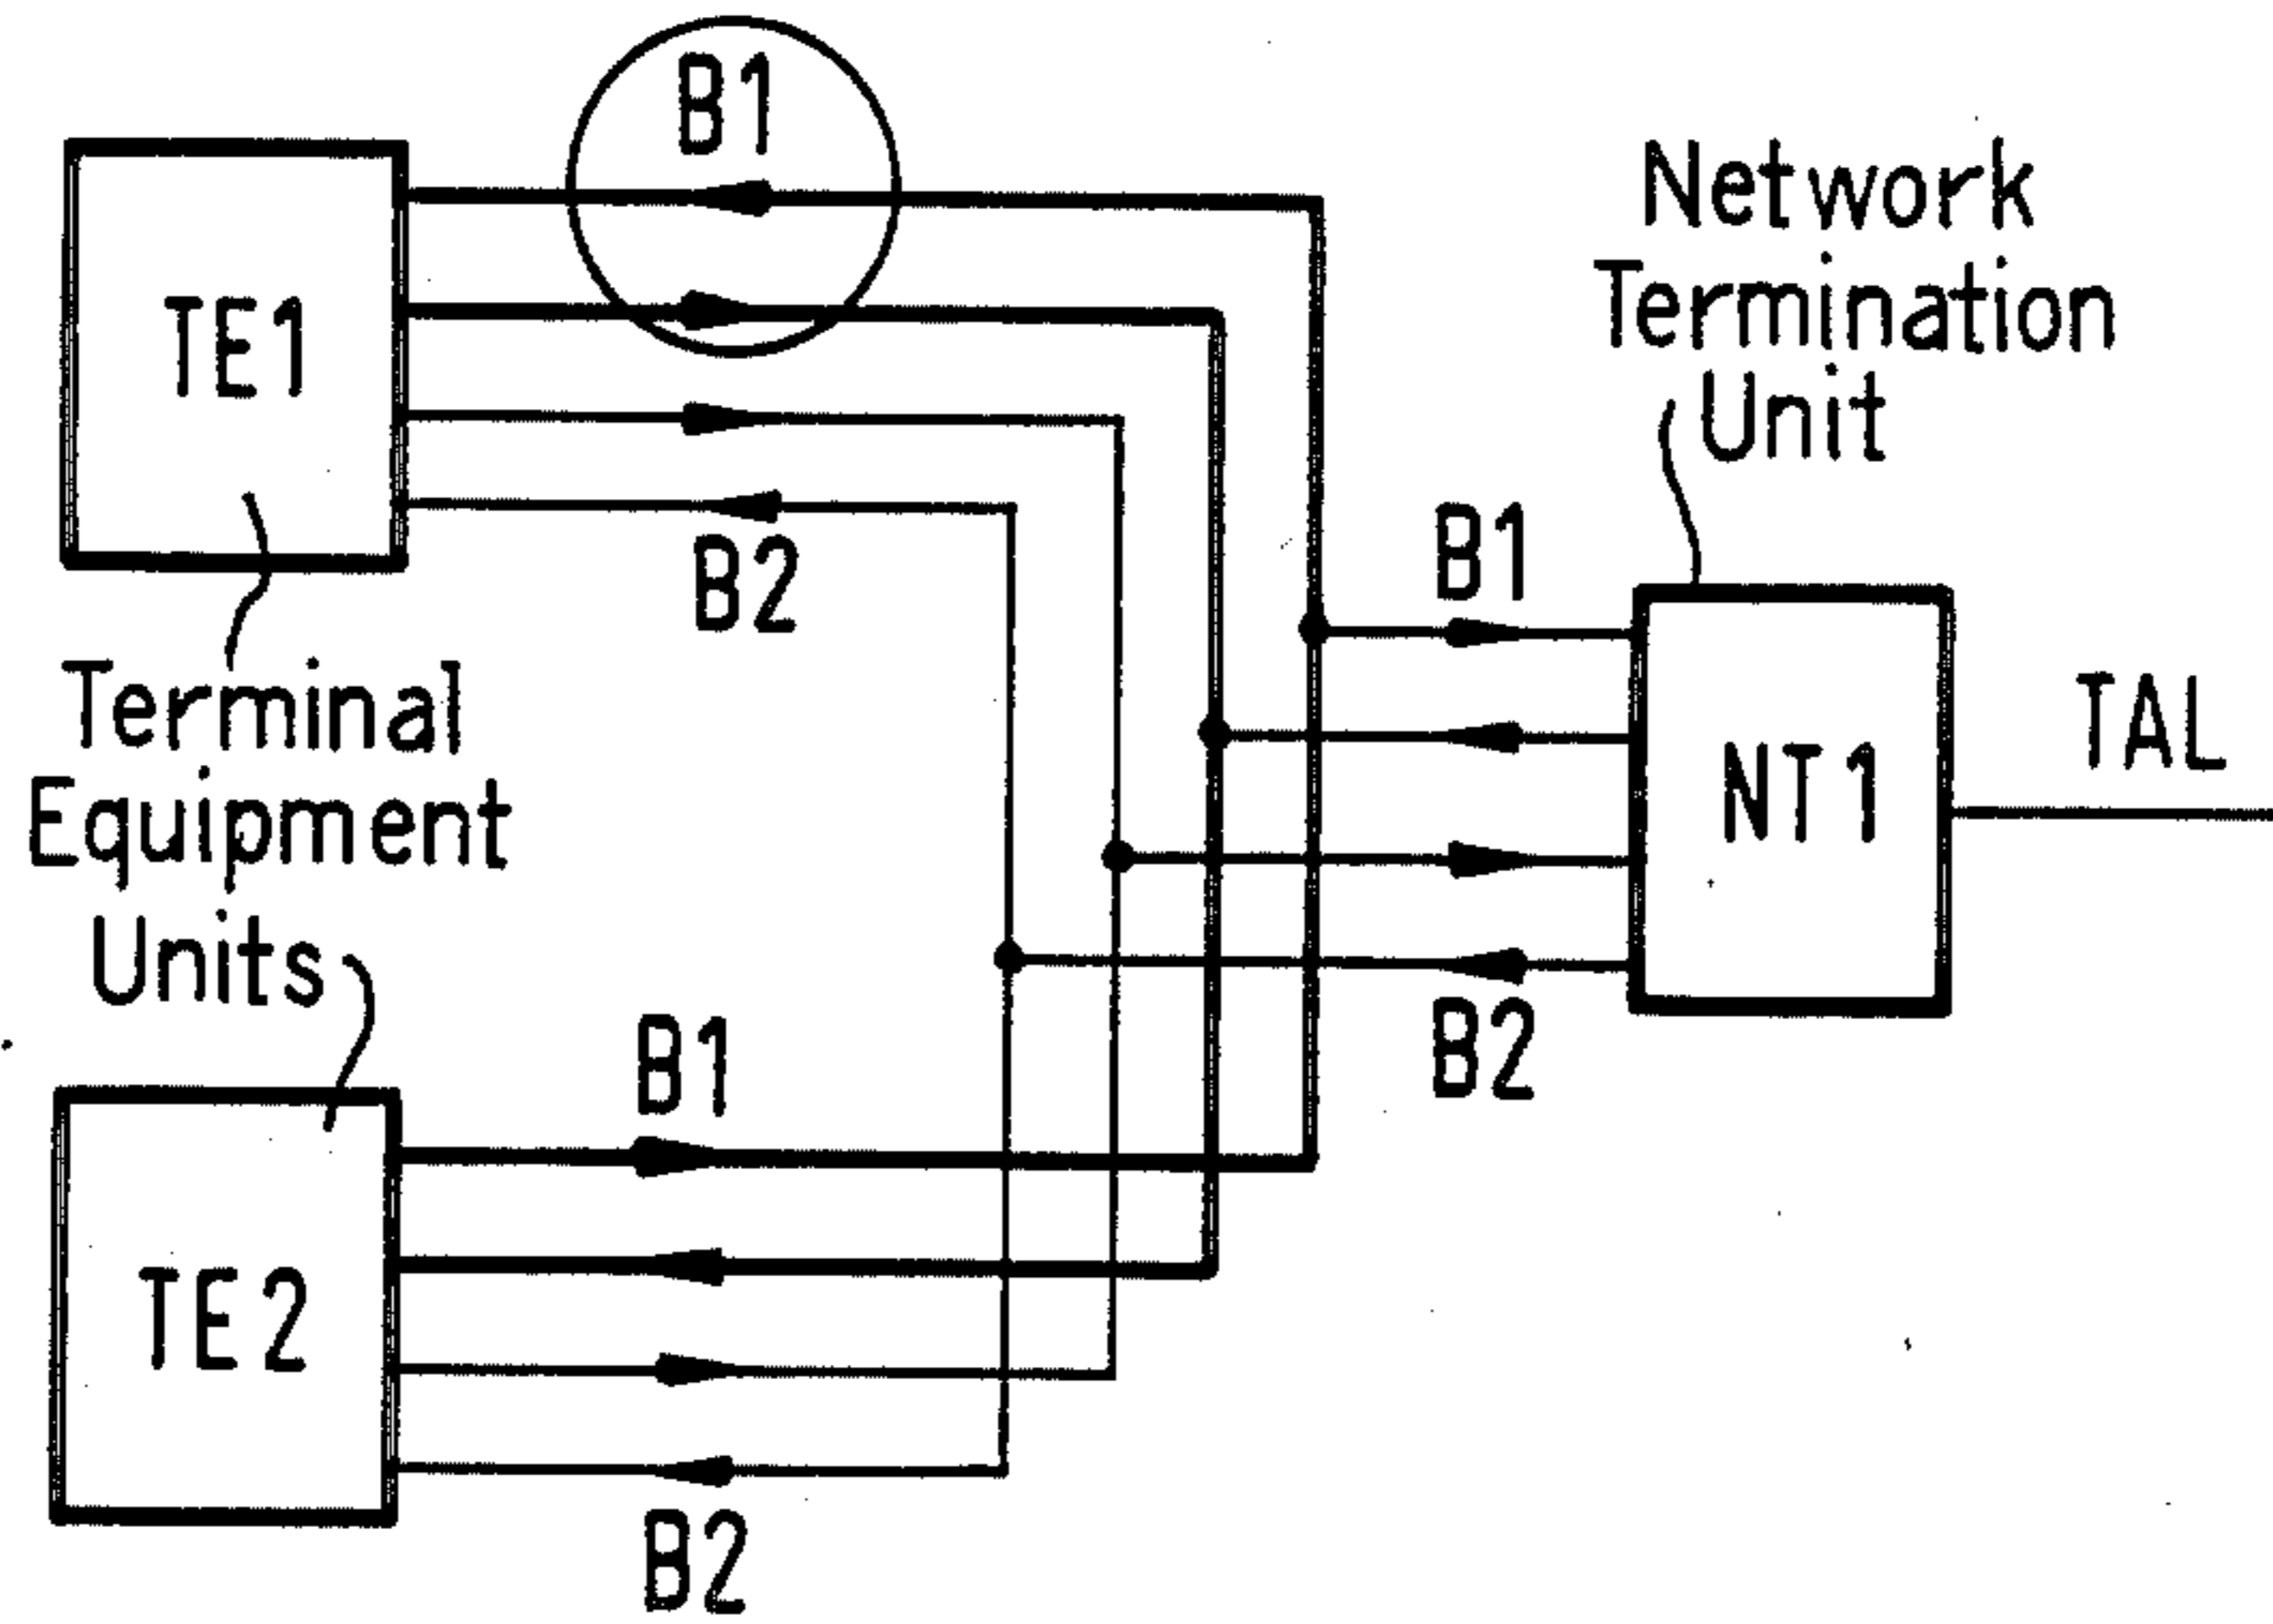 B1
TE1
B2
Network
Termination
Unit
B1
NT1
TAL
B2
Terminal
Equipment
Units
B1
TE2
B2